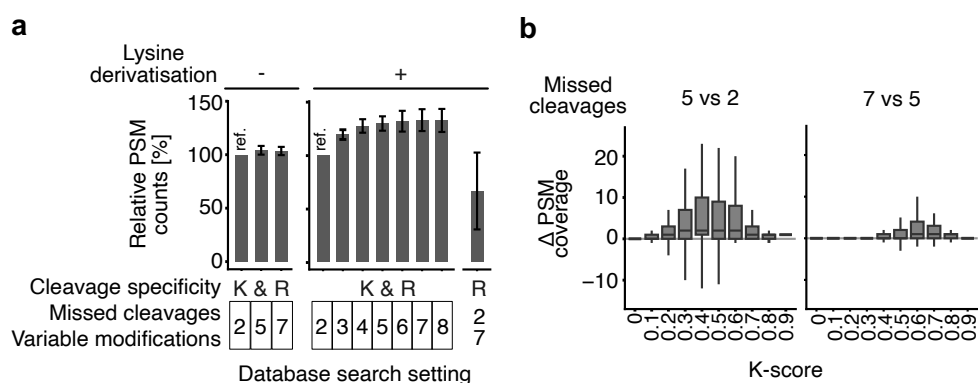 a
Lysine
derivatisation
-
+
Relative PSM
counts [%]
150
100
50
0
ref.
ref.
Cleavage specificity K & R K & R R
Missed cleavages
Variable modifications
2 5 7 2 3 4 5 6 7 8
2
7
Database search setting
b
Missed
cleavages
5 vs 2 7 vs 5
Δ PSM
coverage
20
10
0
−10
0 0.1 0.2 0.3 0.4 0.5 0.6 0.7 0.8 0.9
0 0.1 0.2 0.3 0.4 0.5 0.6 0.7 0.8 0.9
K-score